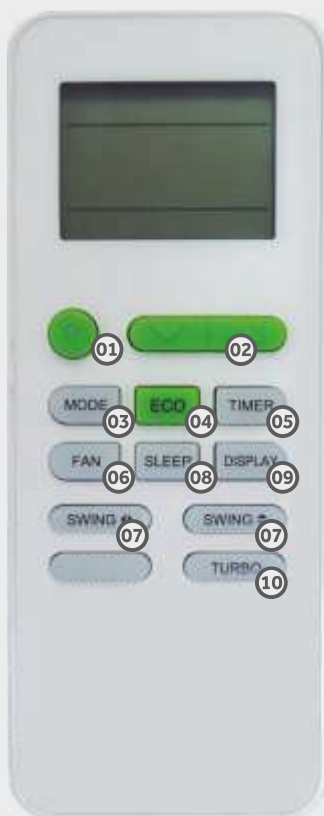 01 02
MODE ECO TIMER
03 04 05
FAN SLEEP DISPLAY
06 08 09
SWING SWING
07 07
TURBO
10